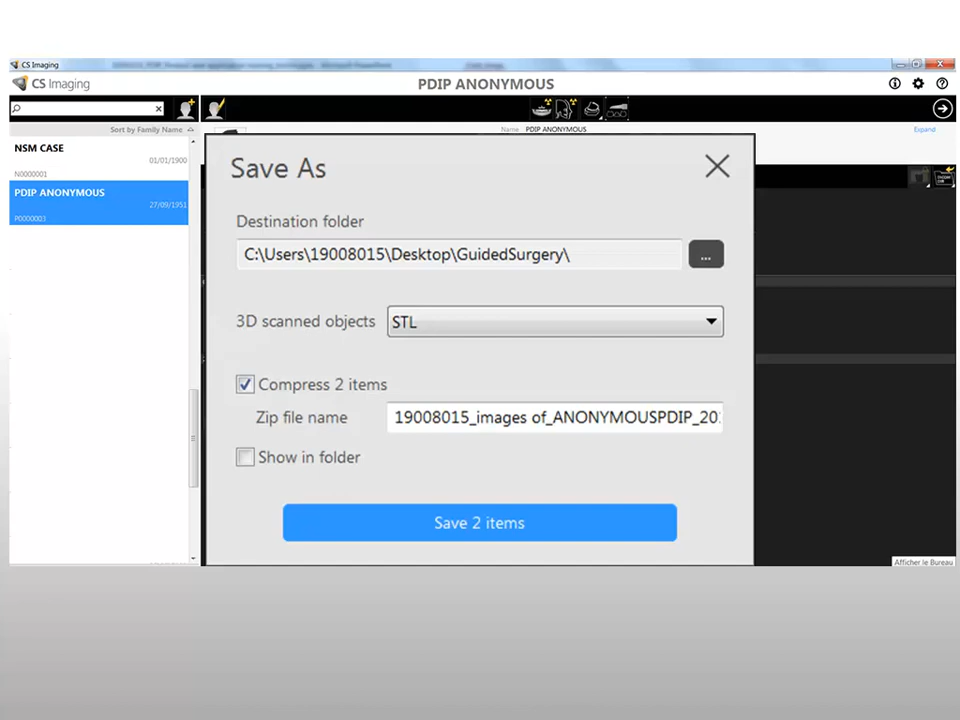 CS Imaging
CS Imaging
PDIP ANONYMOUS
Sort by Family Name
Name PDIP ANONYMOUS
Expand
NSM CASE
01/01/1900
N0000001
PDIP ANONYMOUS
27/09/1951
P0000003
Save As
Destination folder
C:\Users\19008015\Desktop\GuidedSurgery\
...
3D scanned objects STL
Compress 2 items
Zip file name 19008015_images of_ANONYMOUSPDIP_20
Show in folder
Save 2 items
Afficher le Bureau